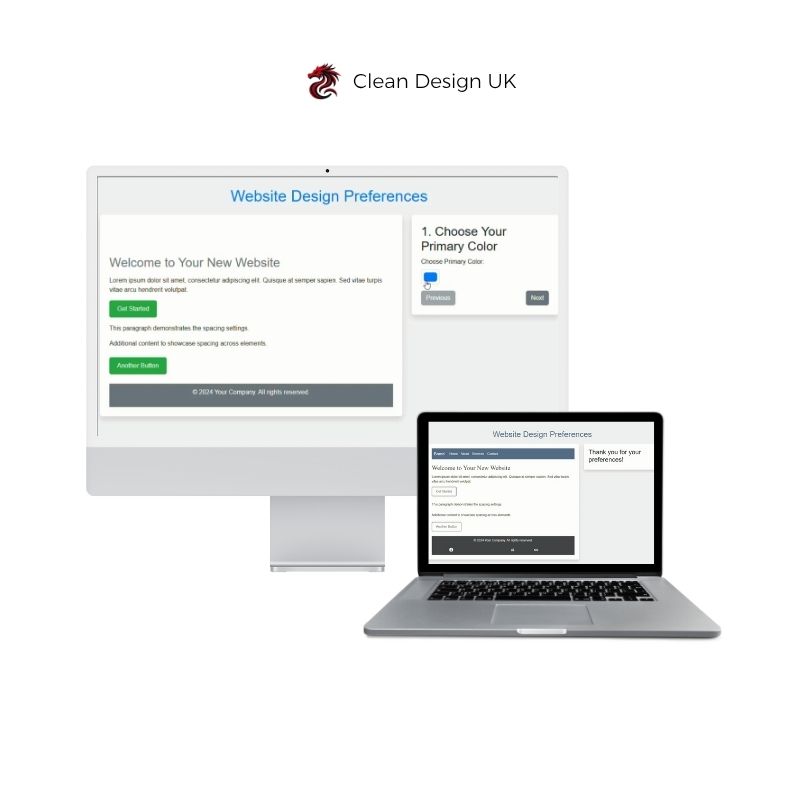 Clean Design UK
Website Design Preferences
Welcome to Your New Website
Lorem ipsum dolor sit amet, consectetur adipiscing elit. Quisque at semper sapien. Sed vitae turpis
vitae arcu hendrerit volutpat.
Get Started
This paragraph demonstrates the spacing settings.
Additional content to showcase spacing across elements.
Another Button
© 2024 Your Company. All rights reserved
1. Choose Your
Primary Color
Choose Primary Color:
Previous
Next
Website Design Preferences
Brand Home About Services Contact
Welcome to Your New Website
Lorem ipsum dolor sit amet, consectetur adipiscing elit. Quisque at semper sapien. Sed vitae turpis
vitae arcu hendrerit volutpat.
Get Started
This paragraph demonstrates the spacing settings.
Additional content to showcase spacing across elements.
Another Button
© 2024 Your Company. All rights reserved
Thank you for your
preferences!